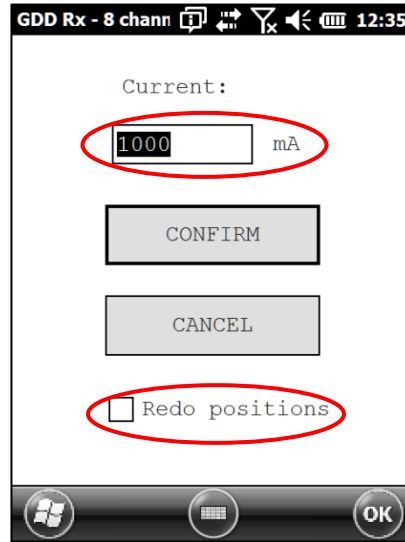 GDD Rx - 8 chann 12:35
Current:
1000 mA
CONFIRM
CANCEL
Redo positions
OK